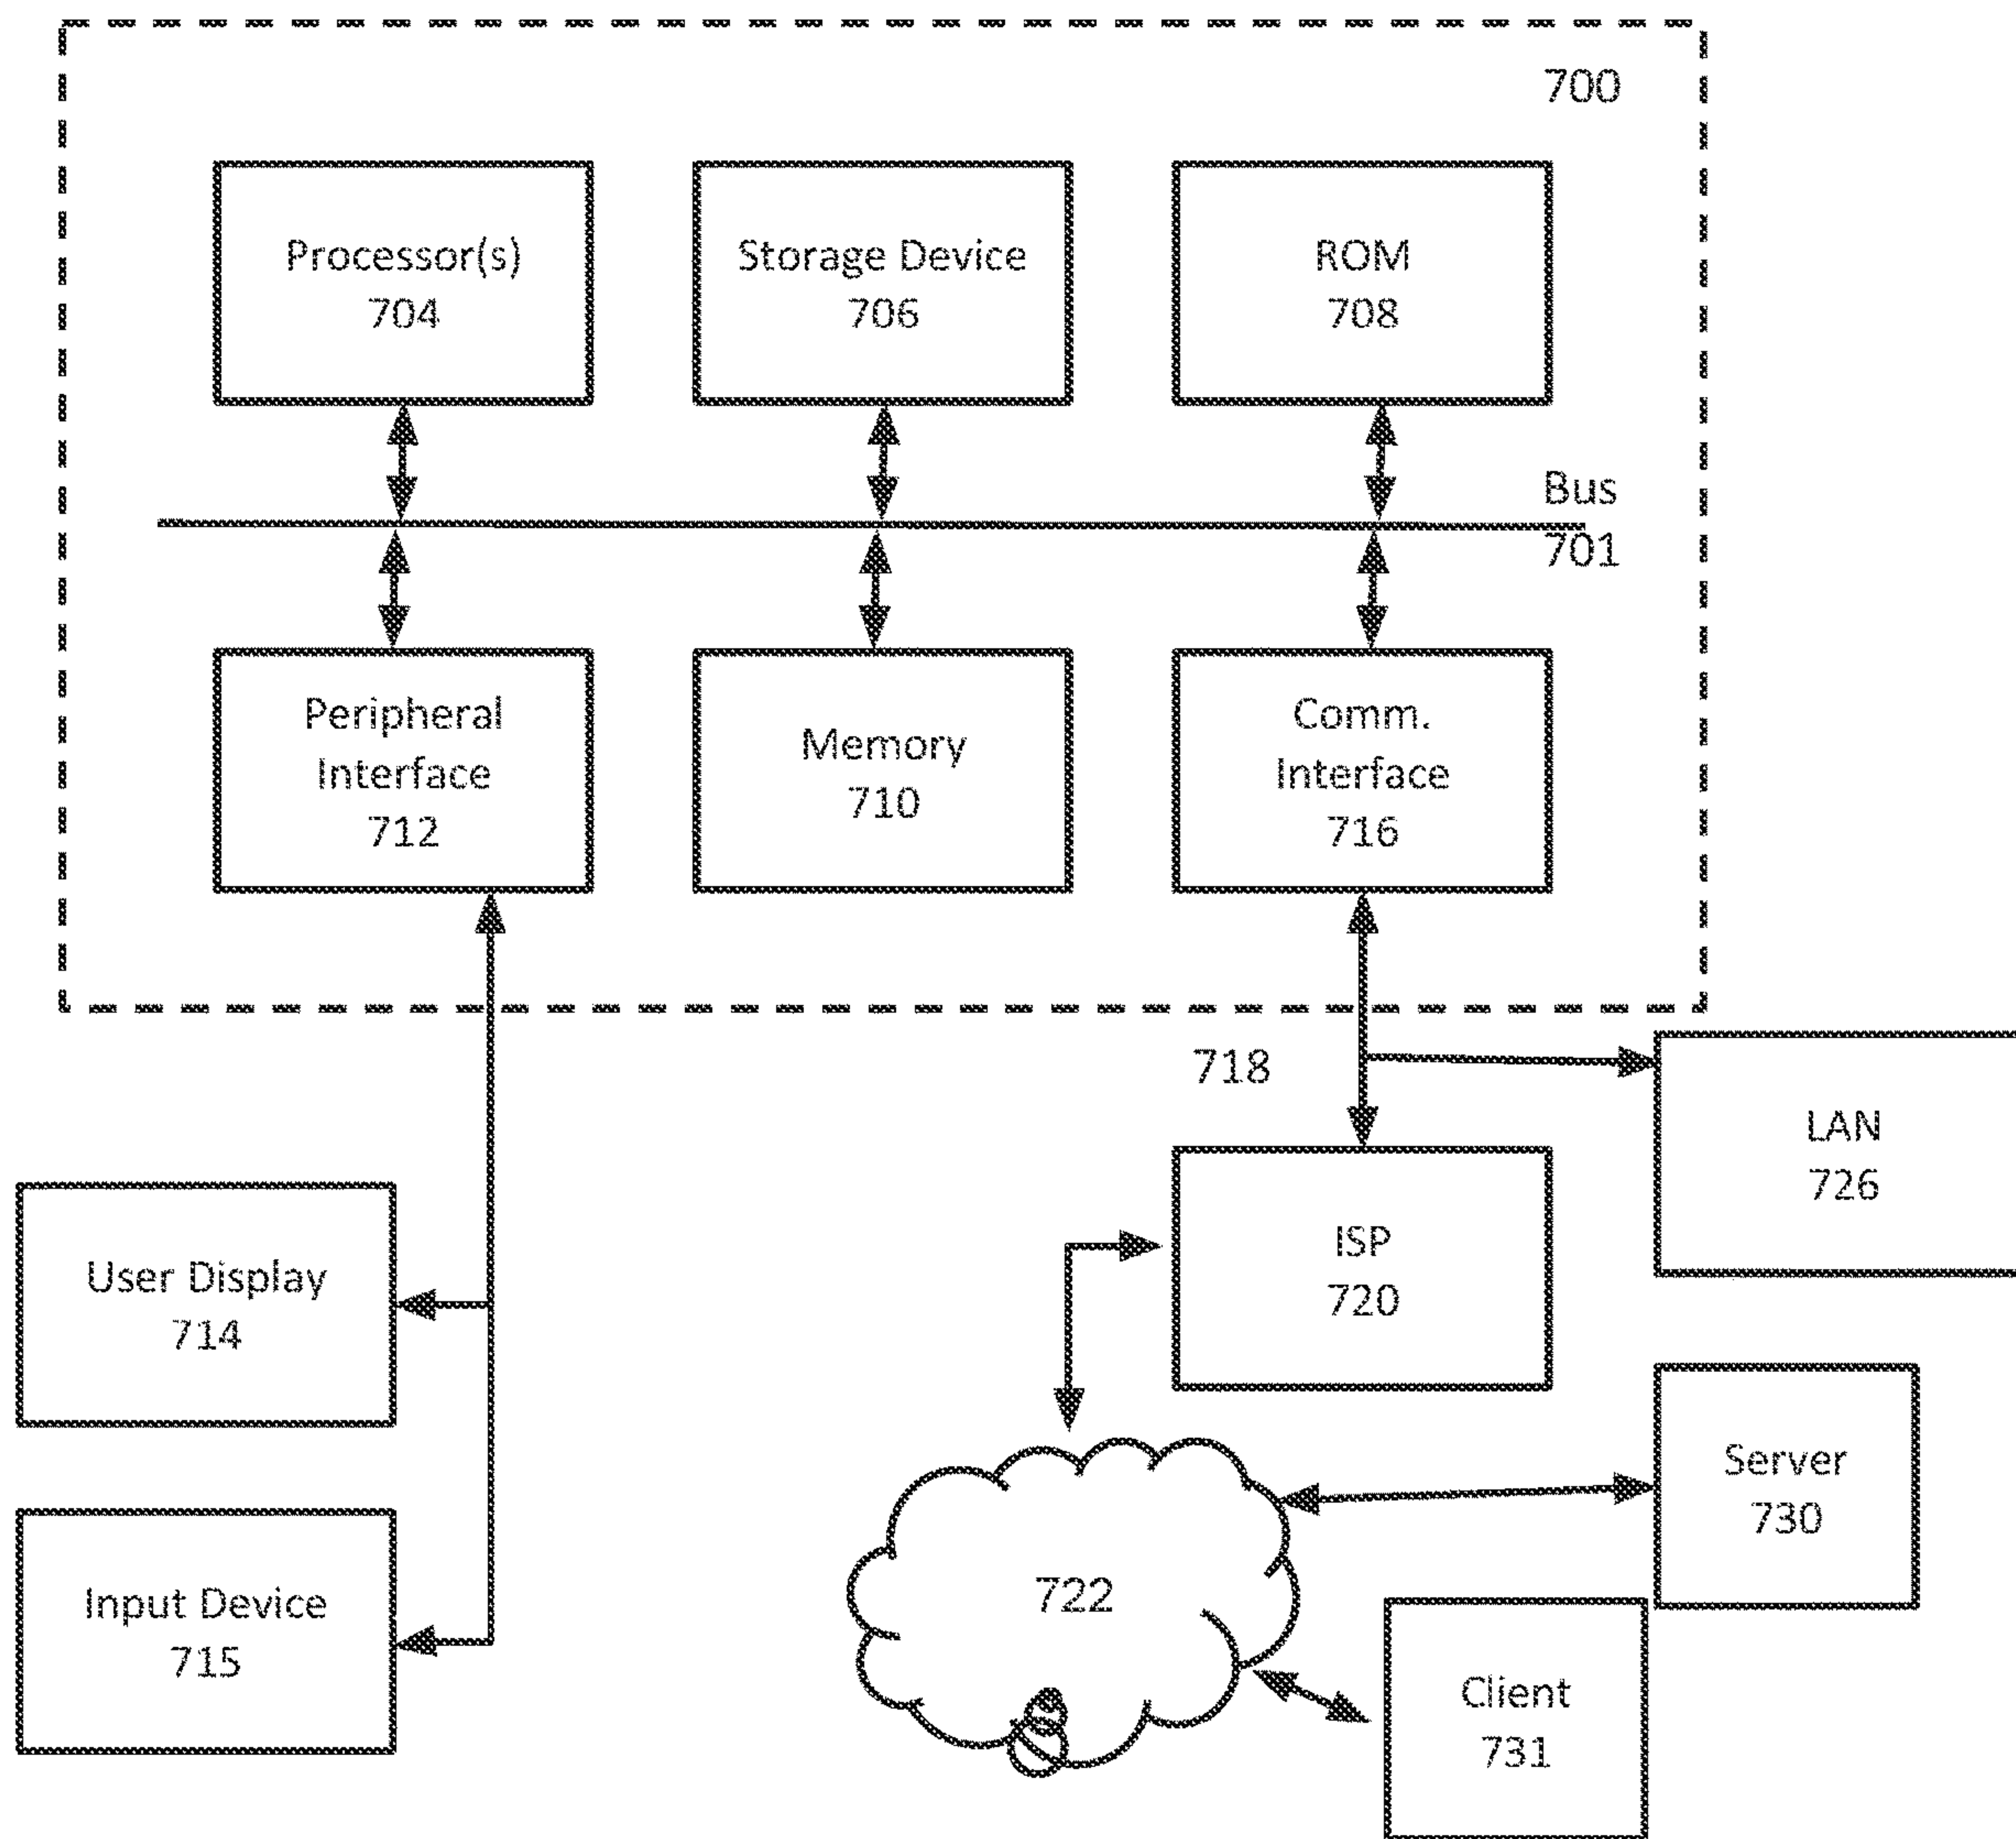 700
Processor(s)
704
Storage Device
706
ROM
708
Bus
701
Peripheral
Interface
712
Memory
710
Comm.
Interface
716
718
LAN
726
User Display
714
ISP
720
Server
730
Input Device
715
722
Client
731